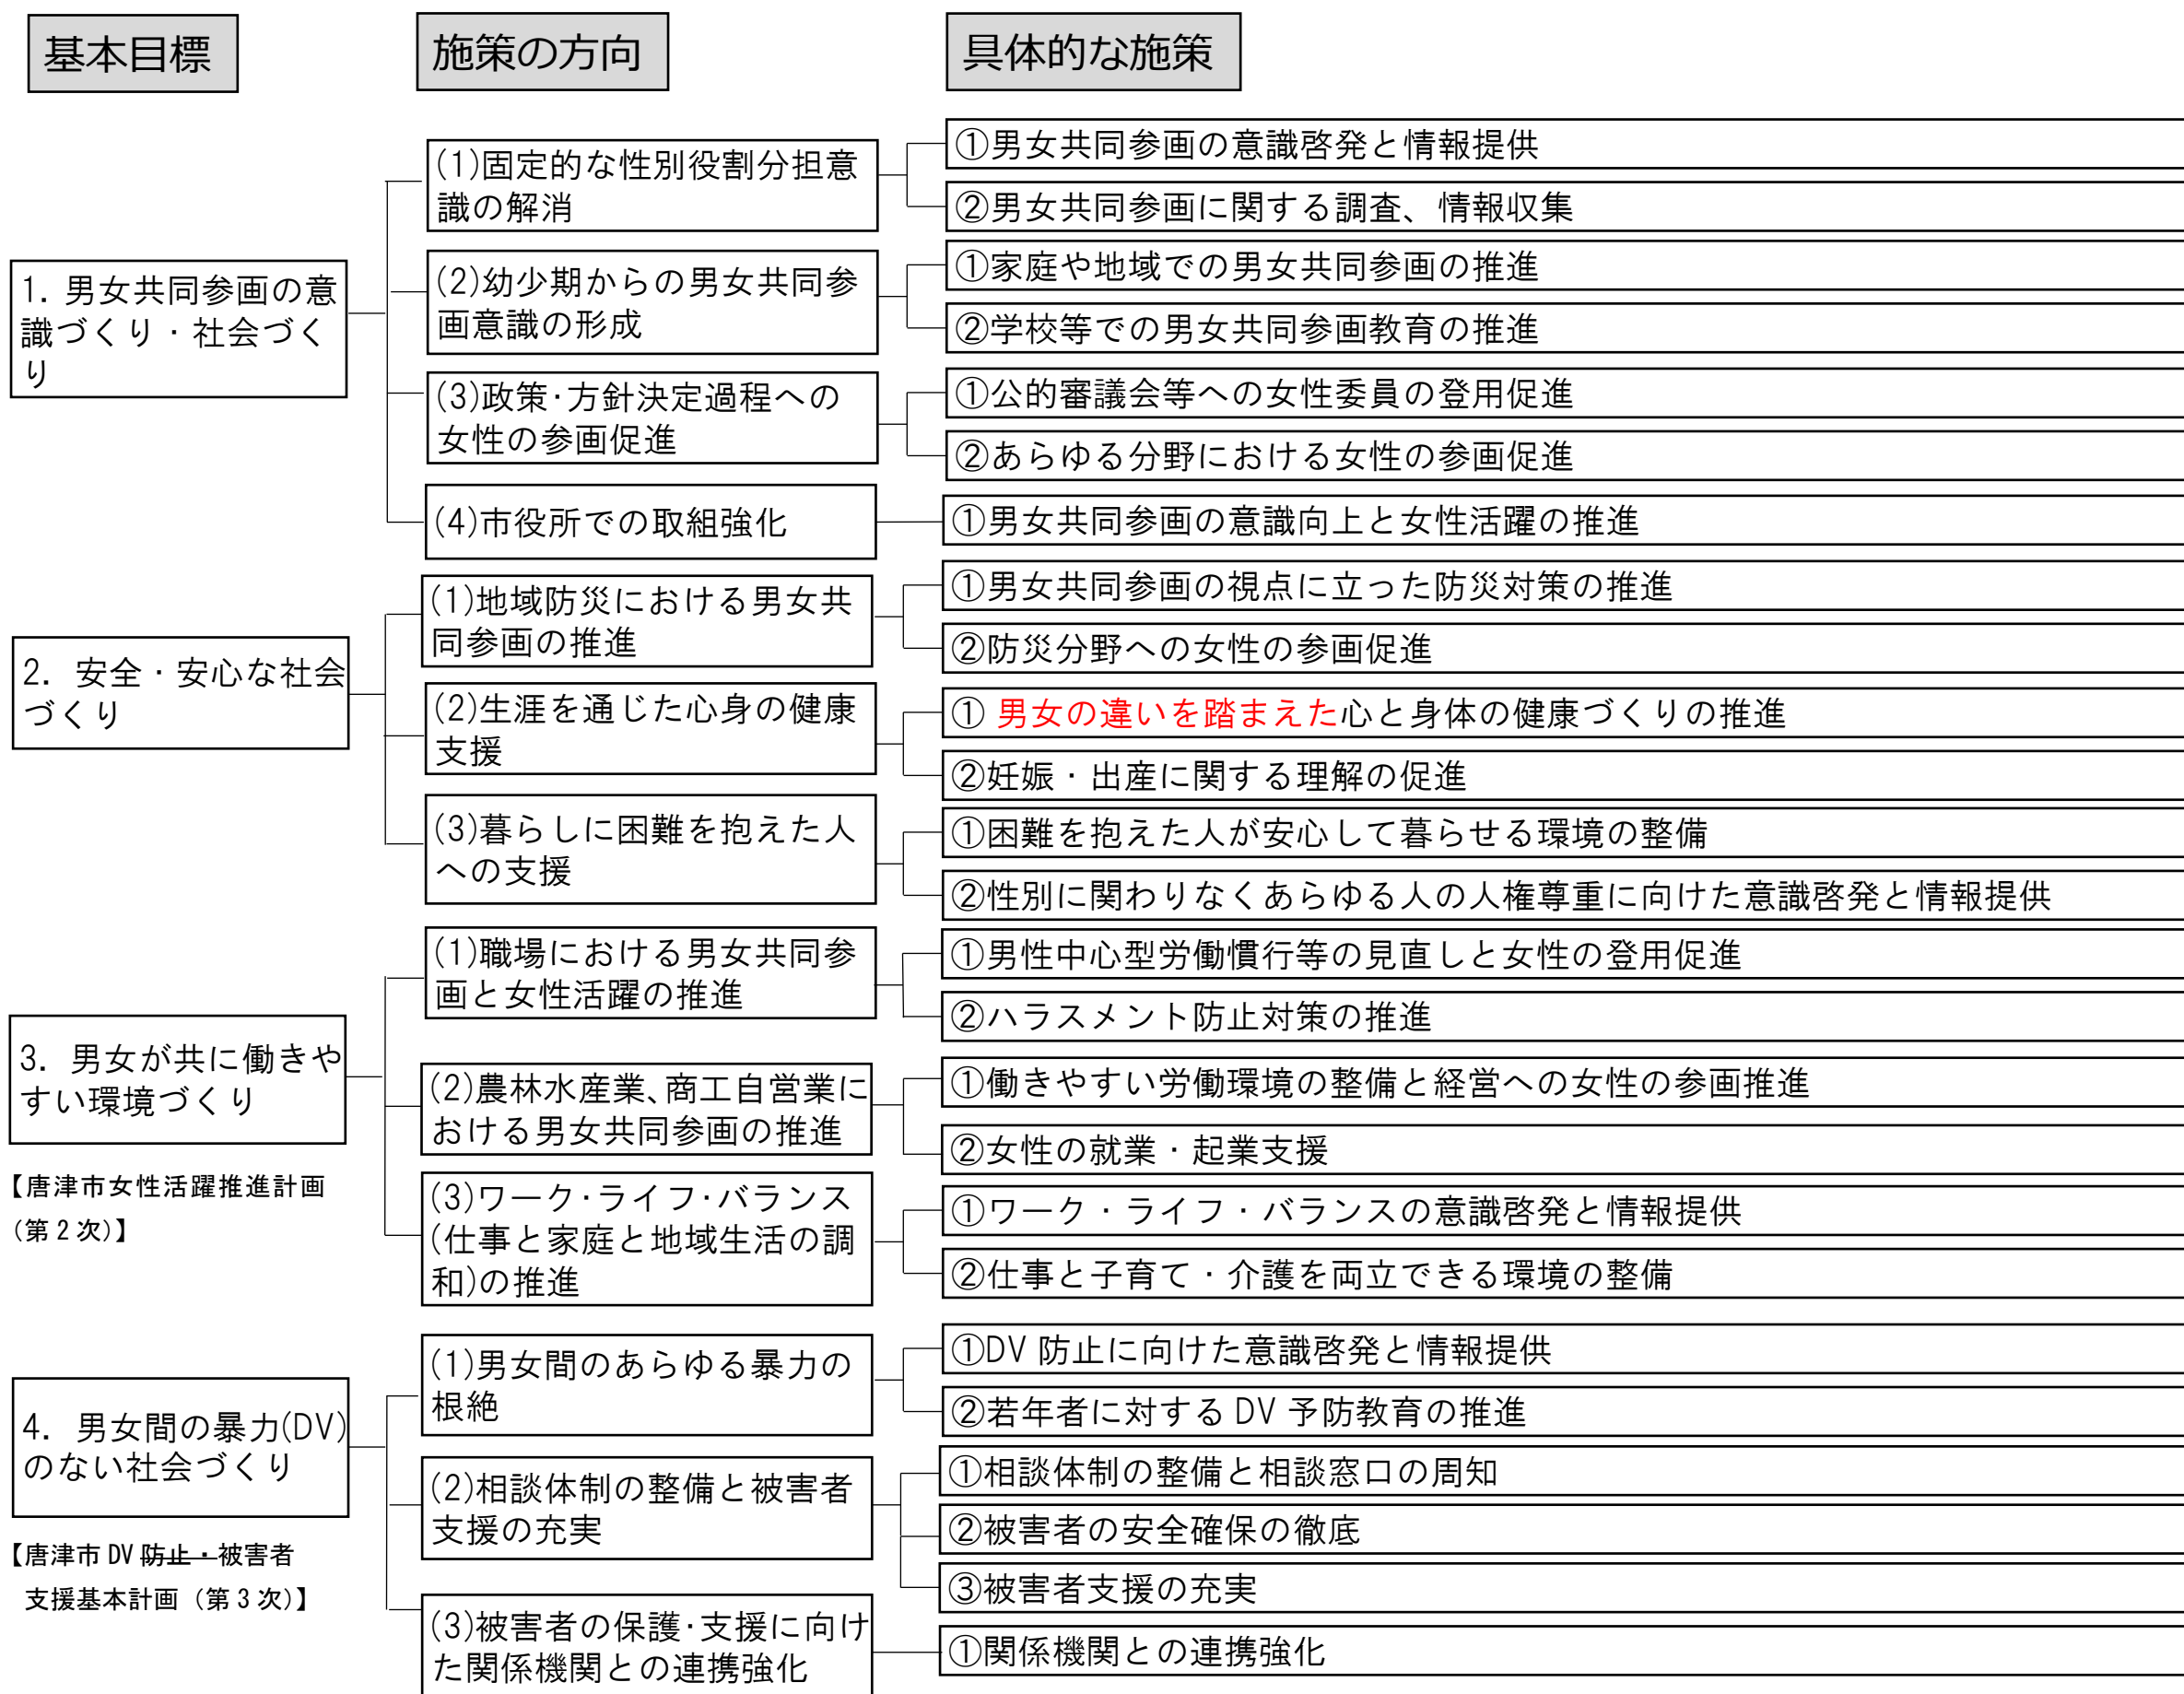 基本目標
施策の方向
具体的な施策
1. 男女共同参画の意
識づくり・社会づく
り
(1)固定的な性別役割分担意
識の解消
①男女共同参画の意識啓発と情報提供
②男女共同参画に関する調査、情報収集
(2)幼少期からの男女共同参
画意識の形成
①家庭や地域での男女共同参画の推進
②学校等での男女共同参画教育の推進
(3)政策・方針決定過程への
女性の参画促進
①公的審議会等への女性委員の登用促進
②あらゆる分野における女性の参画促進
(4)市役所での取組強化
①男女共同参画の意識向上と女性活躍の推進
2. 安全・安心な社会
づくり
(1)地域防災における男女共
同参画の推進
①男女共同参画の視点に立った防災対策の推進
②防災分野への女性の参画促進
(2)生涯を通じた心身の健康
支援
① 男女の違いを踏まえた心と身体の健康づくりの推進
②妊娠・出産に関する理解の促進
(3)暮らしに困難を抱えた人
への支援
①困難を抱えた人が安心して暮らせる環境の整備
②性別に関わりなくあらゆる人の人権尊重に向けた意識啓発と情報提供
3. 男女が共に働きや
すい環境づくり
【唐津市女性活躍推進計画
(第2次)】
(1)職場における男女共同参
画と女性活躍の推進
①男性中心型労働慣行等の見直しと女性の登用促進
②ハラスメント防止対策の推進
(2)農林水産業、商工自営業に
おける男女共同参画の推進
①働きやすい労働環境の整備と経営への女性の参画推進
②女性の就業・起業支援
(3)ワーク・ライフ・バランス
(仕事と家庭と地域生活の調
和)の推進
①ワーク・ライフ・バランスの意識啓発と情報提供
②仕事と子育て・介護を両立できる環境の整備
4. 男女間の暴力(DV)
のない社会づくり
【唐津市 DV 防止・被害者
支援基本計画 (第3次)】
(1)男女間のあらゆる暴力の
根絶
①DV 防止に向けた意識啓発と情報提供
②若年者に対する DV 予防教育の推進
(2)相談体制の整備と被害者
支援の充実
①相談体制の整備と相談窓口の周知
②被害者の安全確保の徹底
③被害者支援の充実
(3)被害者の保護・支援に向け
た関係機関との連携強化
①関係機関との連携強化